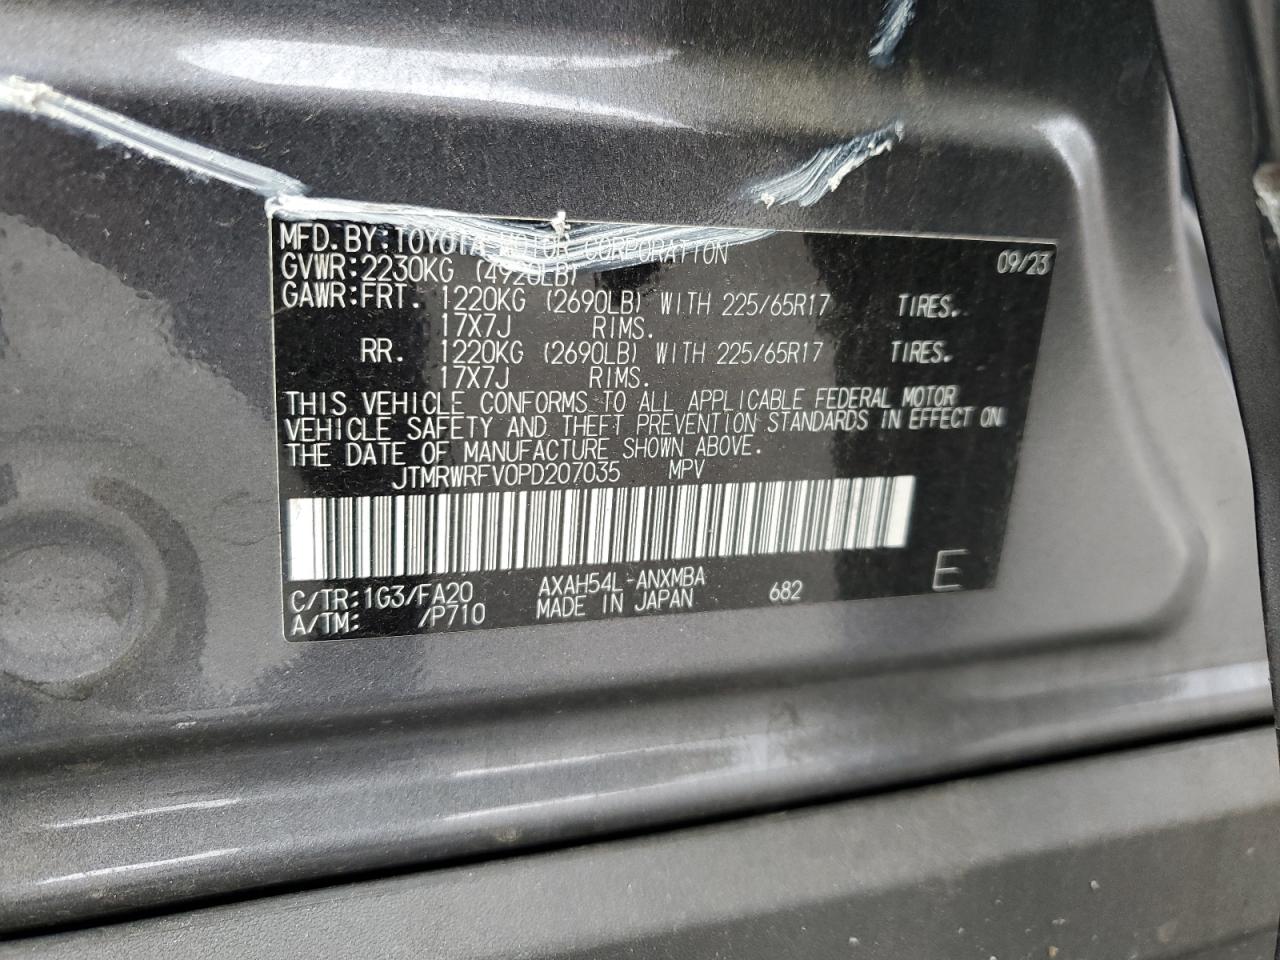 MFD. BY: TOYOTA MOTOR CORPORATION 09/23
GVWR: 2230KG (4920LB)
GAWR: FRT. 1220KG (2690LB) WITH 225/65R17 TIRES.
17X7J RIMS.
RR. 1220KG (2690LB) WITH 225/65R17 TIRES.
17X7J RIMS.
THIS VEHICLE CONFORMS TO ALL APPLICABLE FEDERAL MOTOR
VEHICLE SAFETY AND THEFT PREVENTION STANDARDS IN EFFECT ON
THE DATE OF MANUFACTURE SHOWN ABOVE.
JTMRWRFV0PD207035 MPV
C/TR: 1G3/FA20 AXAH54L-ANXMBA 682 E
A/TM: /P710 MADE IN JAPAN